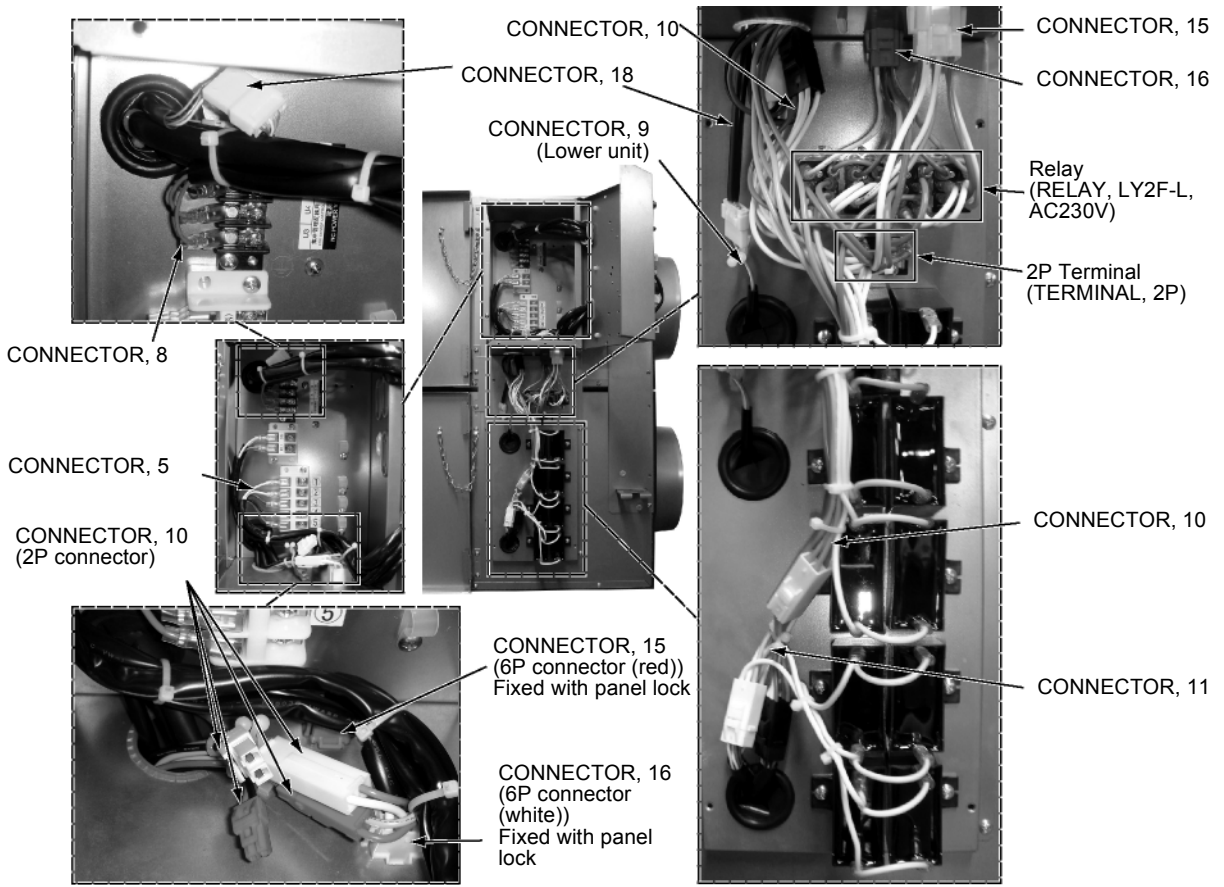 CONNECTOR, 18
CONNECTOR, 10
CONNECTOR, 9
(Lower unit)
CONNECTOR, 15
CONNECTOR, 16
Relay
(RELAY, LY2F-L,
AC230V)
2P Terminal
(TERMINAL, 2P)
CONNECTOR, 8
CONNECTOR, 5
CONNECTOR, 10
(2P connector)
CONNECTOR, 15
(6P connector (red))
Fixed with panel lock
CONNECTOR, 16
(6P connector
(white))
Fixed with panel
lock
CONNECTOR, 10
CONNECTOR, 11
5